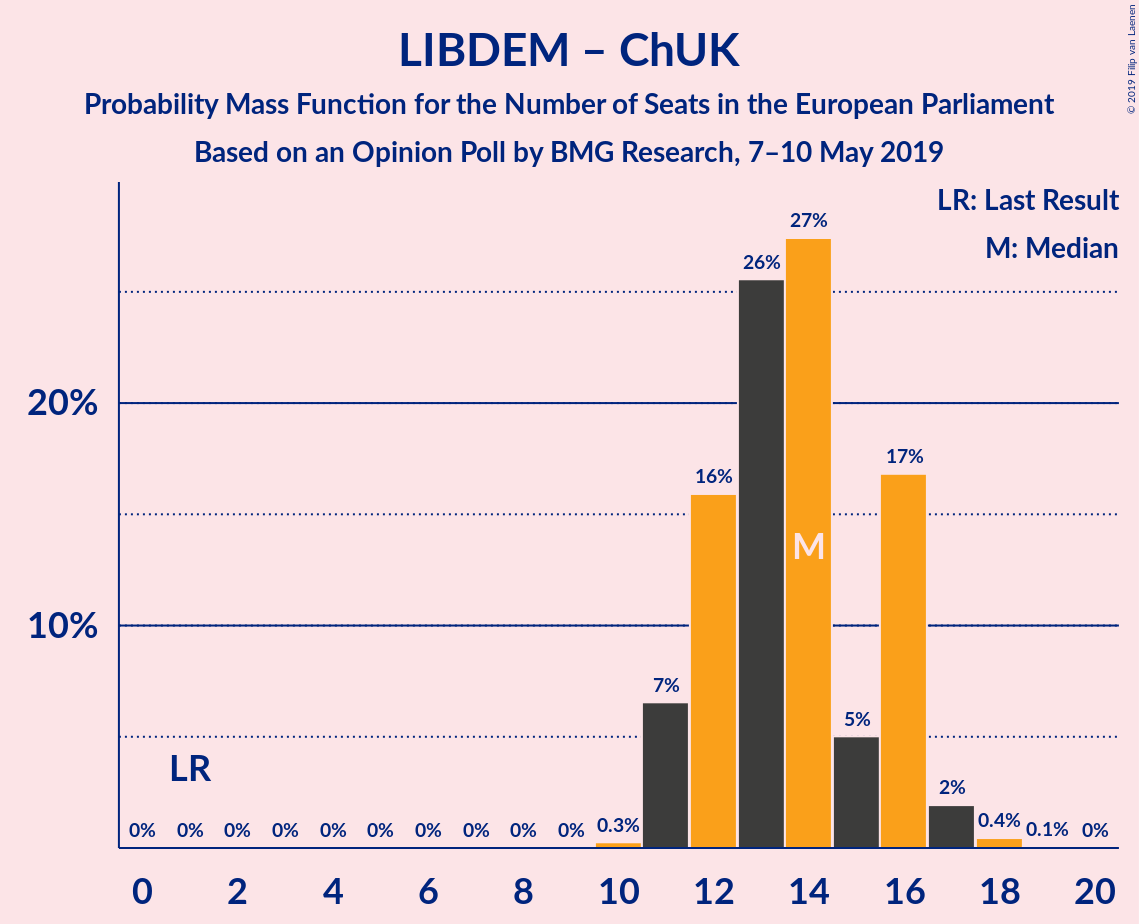 LIBDEM – ChUK
Probability Mass Function for the Number of Seats in the European Parliament
Based on an Opinion Poll by BMG Research, 7–10 May 2019
© 2019 Filip van Laenen
LR: Last Result
M: Median
27%
26%
20%
17%
16%
M
10%
7%
5%
LR
2%
0% 0% 0% 0% 0% 0% 0% 0% 0% 0% 0.3% 0.4% 0.1% 0%
0 2 4 6 8 10 12 14 16 18 20